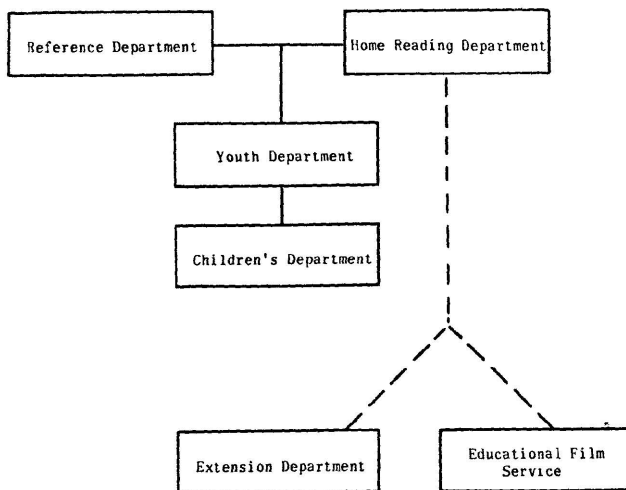 Reference Department
Home Reading Department
Youth Department
Children's Department
Extension Department
Educational Film
Service